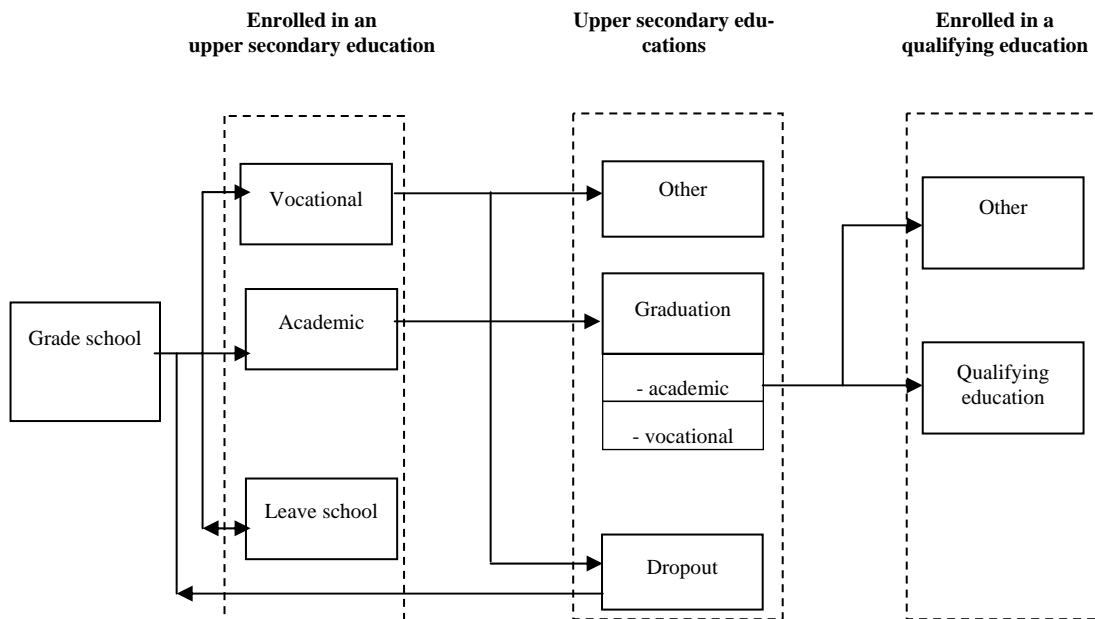 Enrolled in an
upper secondary education
Upper secondary edu-
cations
Enrolled in a
qualifying education
Vocational
Other
Other
Grade school
Academic
Graduation
- academic
- vocational
Qualifying
education
Leave school
Dropout